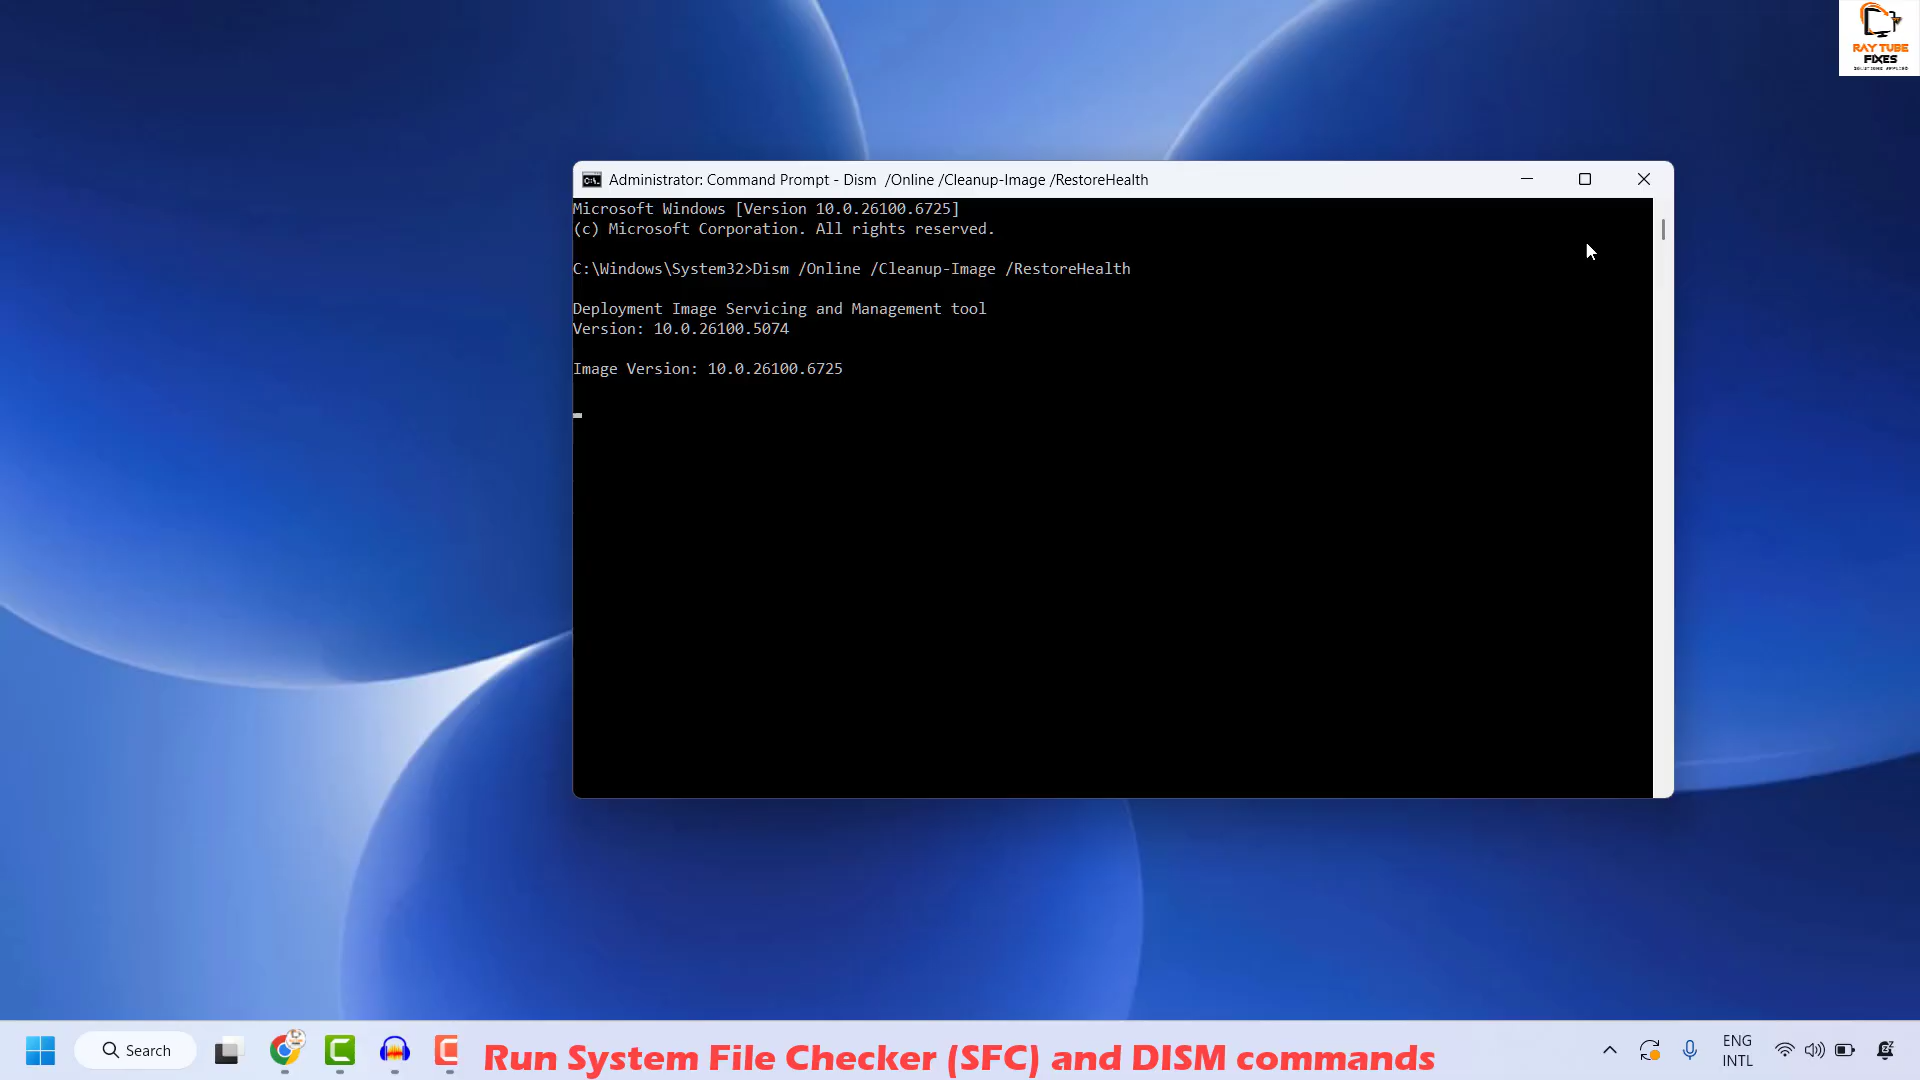 RAY TUBE
FIXES
SOLUTIONS APPLIED
Administrator: Command Prompt - Dism  /Online /Cleanup-Image /RestoreHealth
Microsoft Windows [Version 10.0.26100.6725]
(c) Microsoft Corporation. All rights reserved.
C:\Windows\System32>Dism /Online /Cleanup-Image /RestoreHealth
Deployment Image Servicing and Management tool
Version: 10.0.26100.5074
Image Version: 10.0.26100.6725
Search
Run System File Checker (SFC) and DISM commands
ENG
INTL